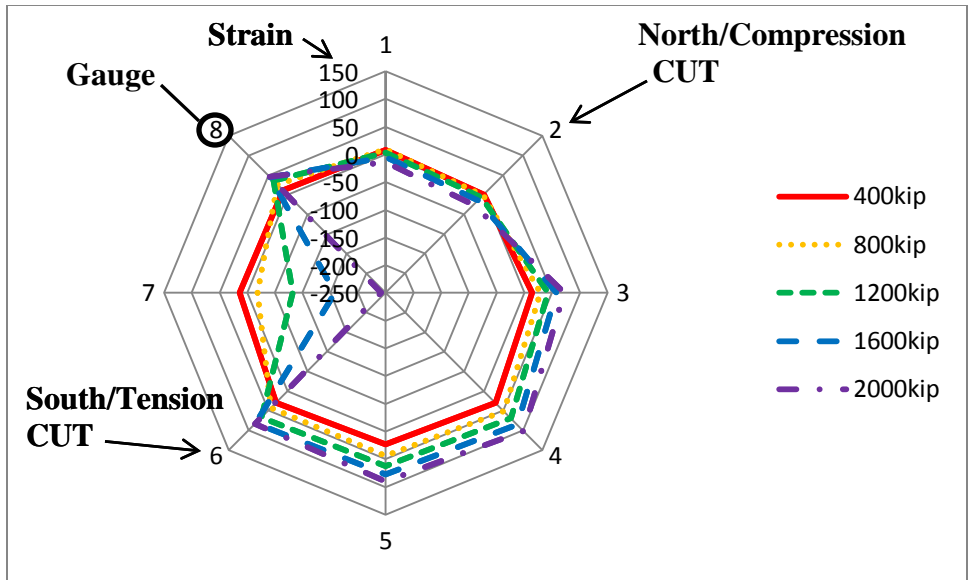 Strain
1
North/Compression
CUT
Gauge
150
100
50
0
-50
-100
-150
-200
-250
8
2
7
3
400kip
800kip
1200kip
1600kip
2000kip
South/Tension
CUT
6
4
5